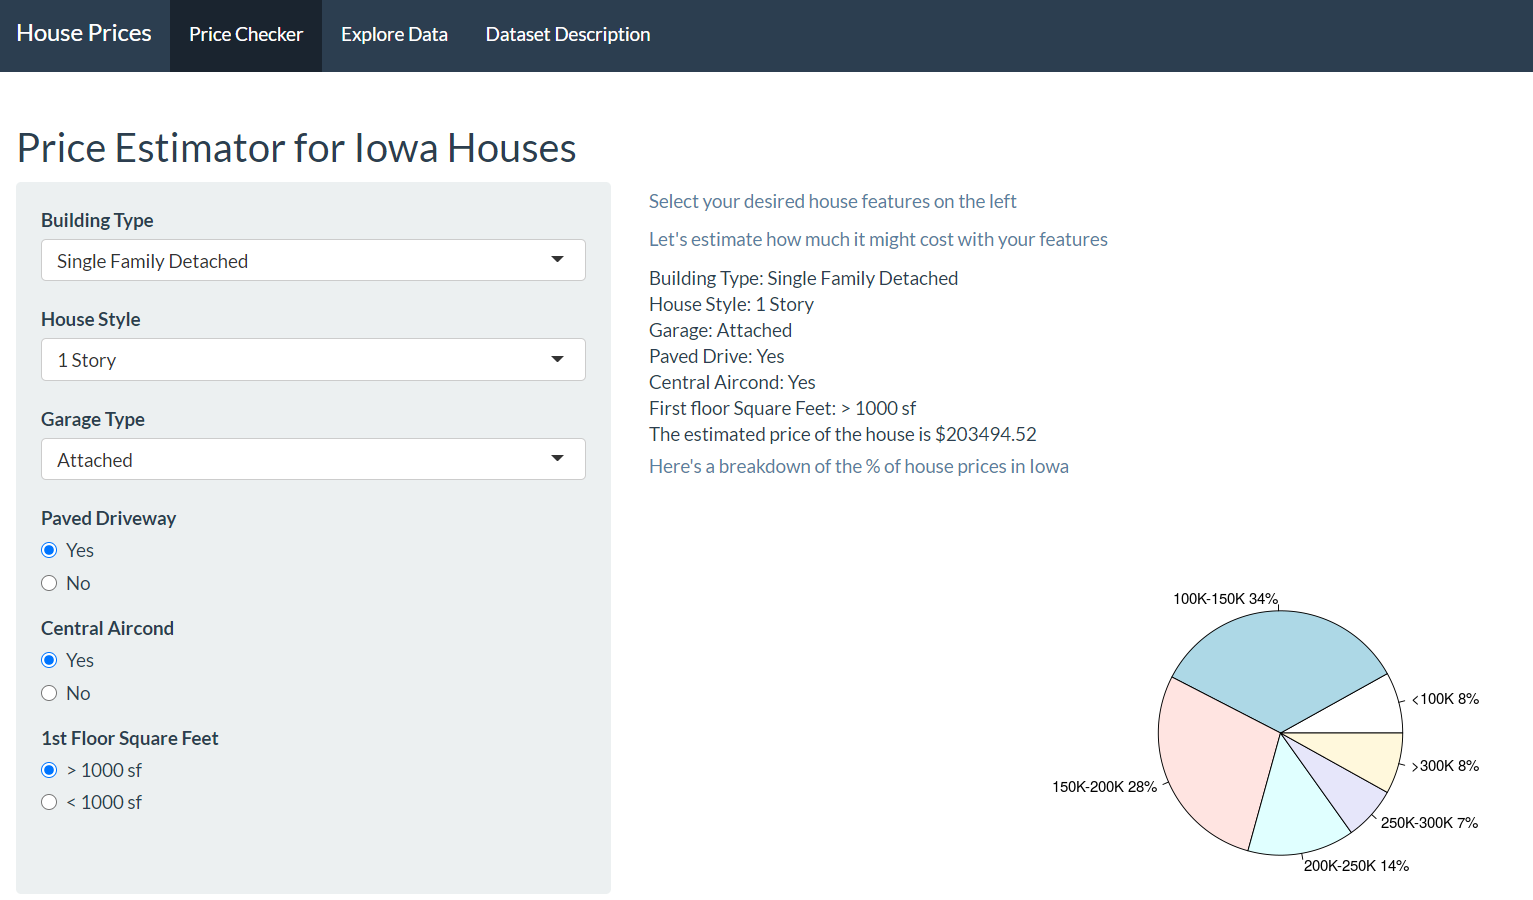 House Prices
Price Checker
Explore Data
Dataset Description
Price Estimator for Iowa Houses
Building Type
Single Family Detached
House Style
1 Story
Garage Type
Attached
Paved Driveway
Yes
No
Central Aircond
Yes
No
1st Floor Square Feet
> 1000 sf
< 1000 sf
Select your desired house features on the left
Let's estimate how much it might cost with your features
Building Type: Single Family Detached
House Style: 1 Story
Garage: Attached
Paved Drive: Yes
Central Aircond: Yes
First floor Square Feet: > 1000 sf
The estimated price of the house is $203494.52
Here's a breakdown of the % of house prices in Iowa
100K-150K 34%
<100K 8%
>300K 8%
150K-200K 28%
250K-300K 7%
200K-250K 14%